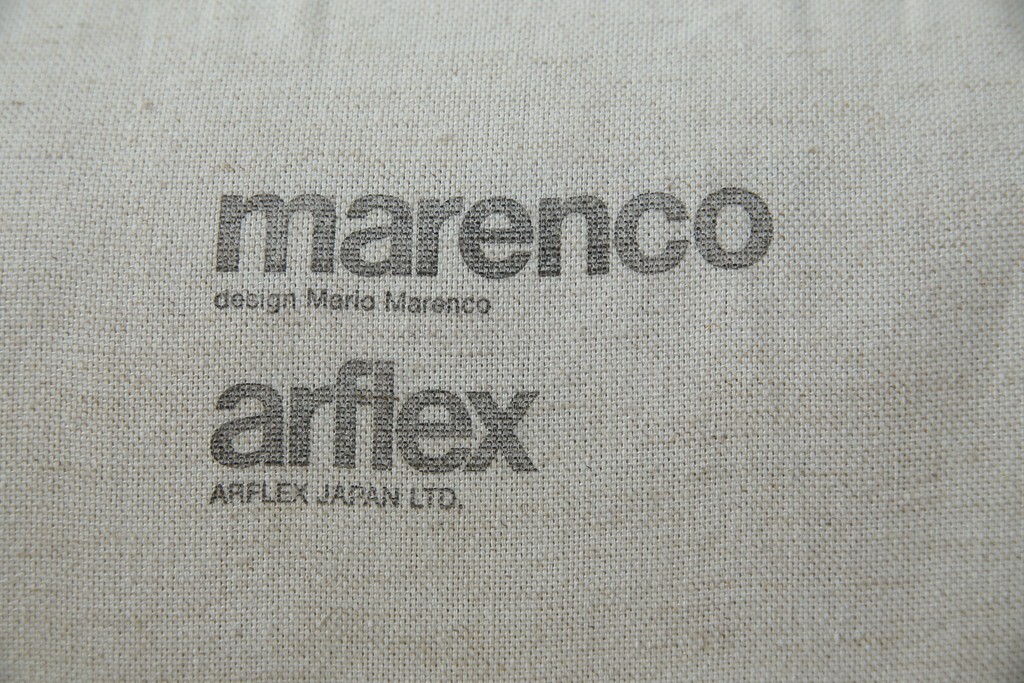 marenco
design Mario Marenco
arflex
ARFLEX JAPAN LTD.